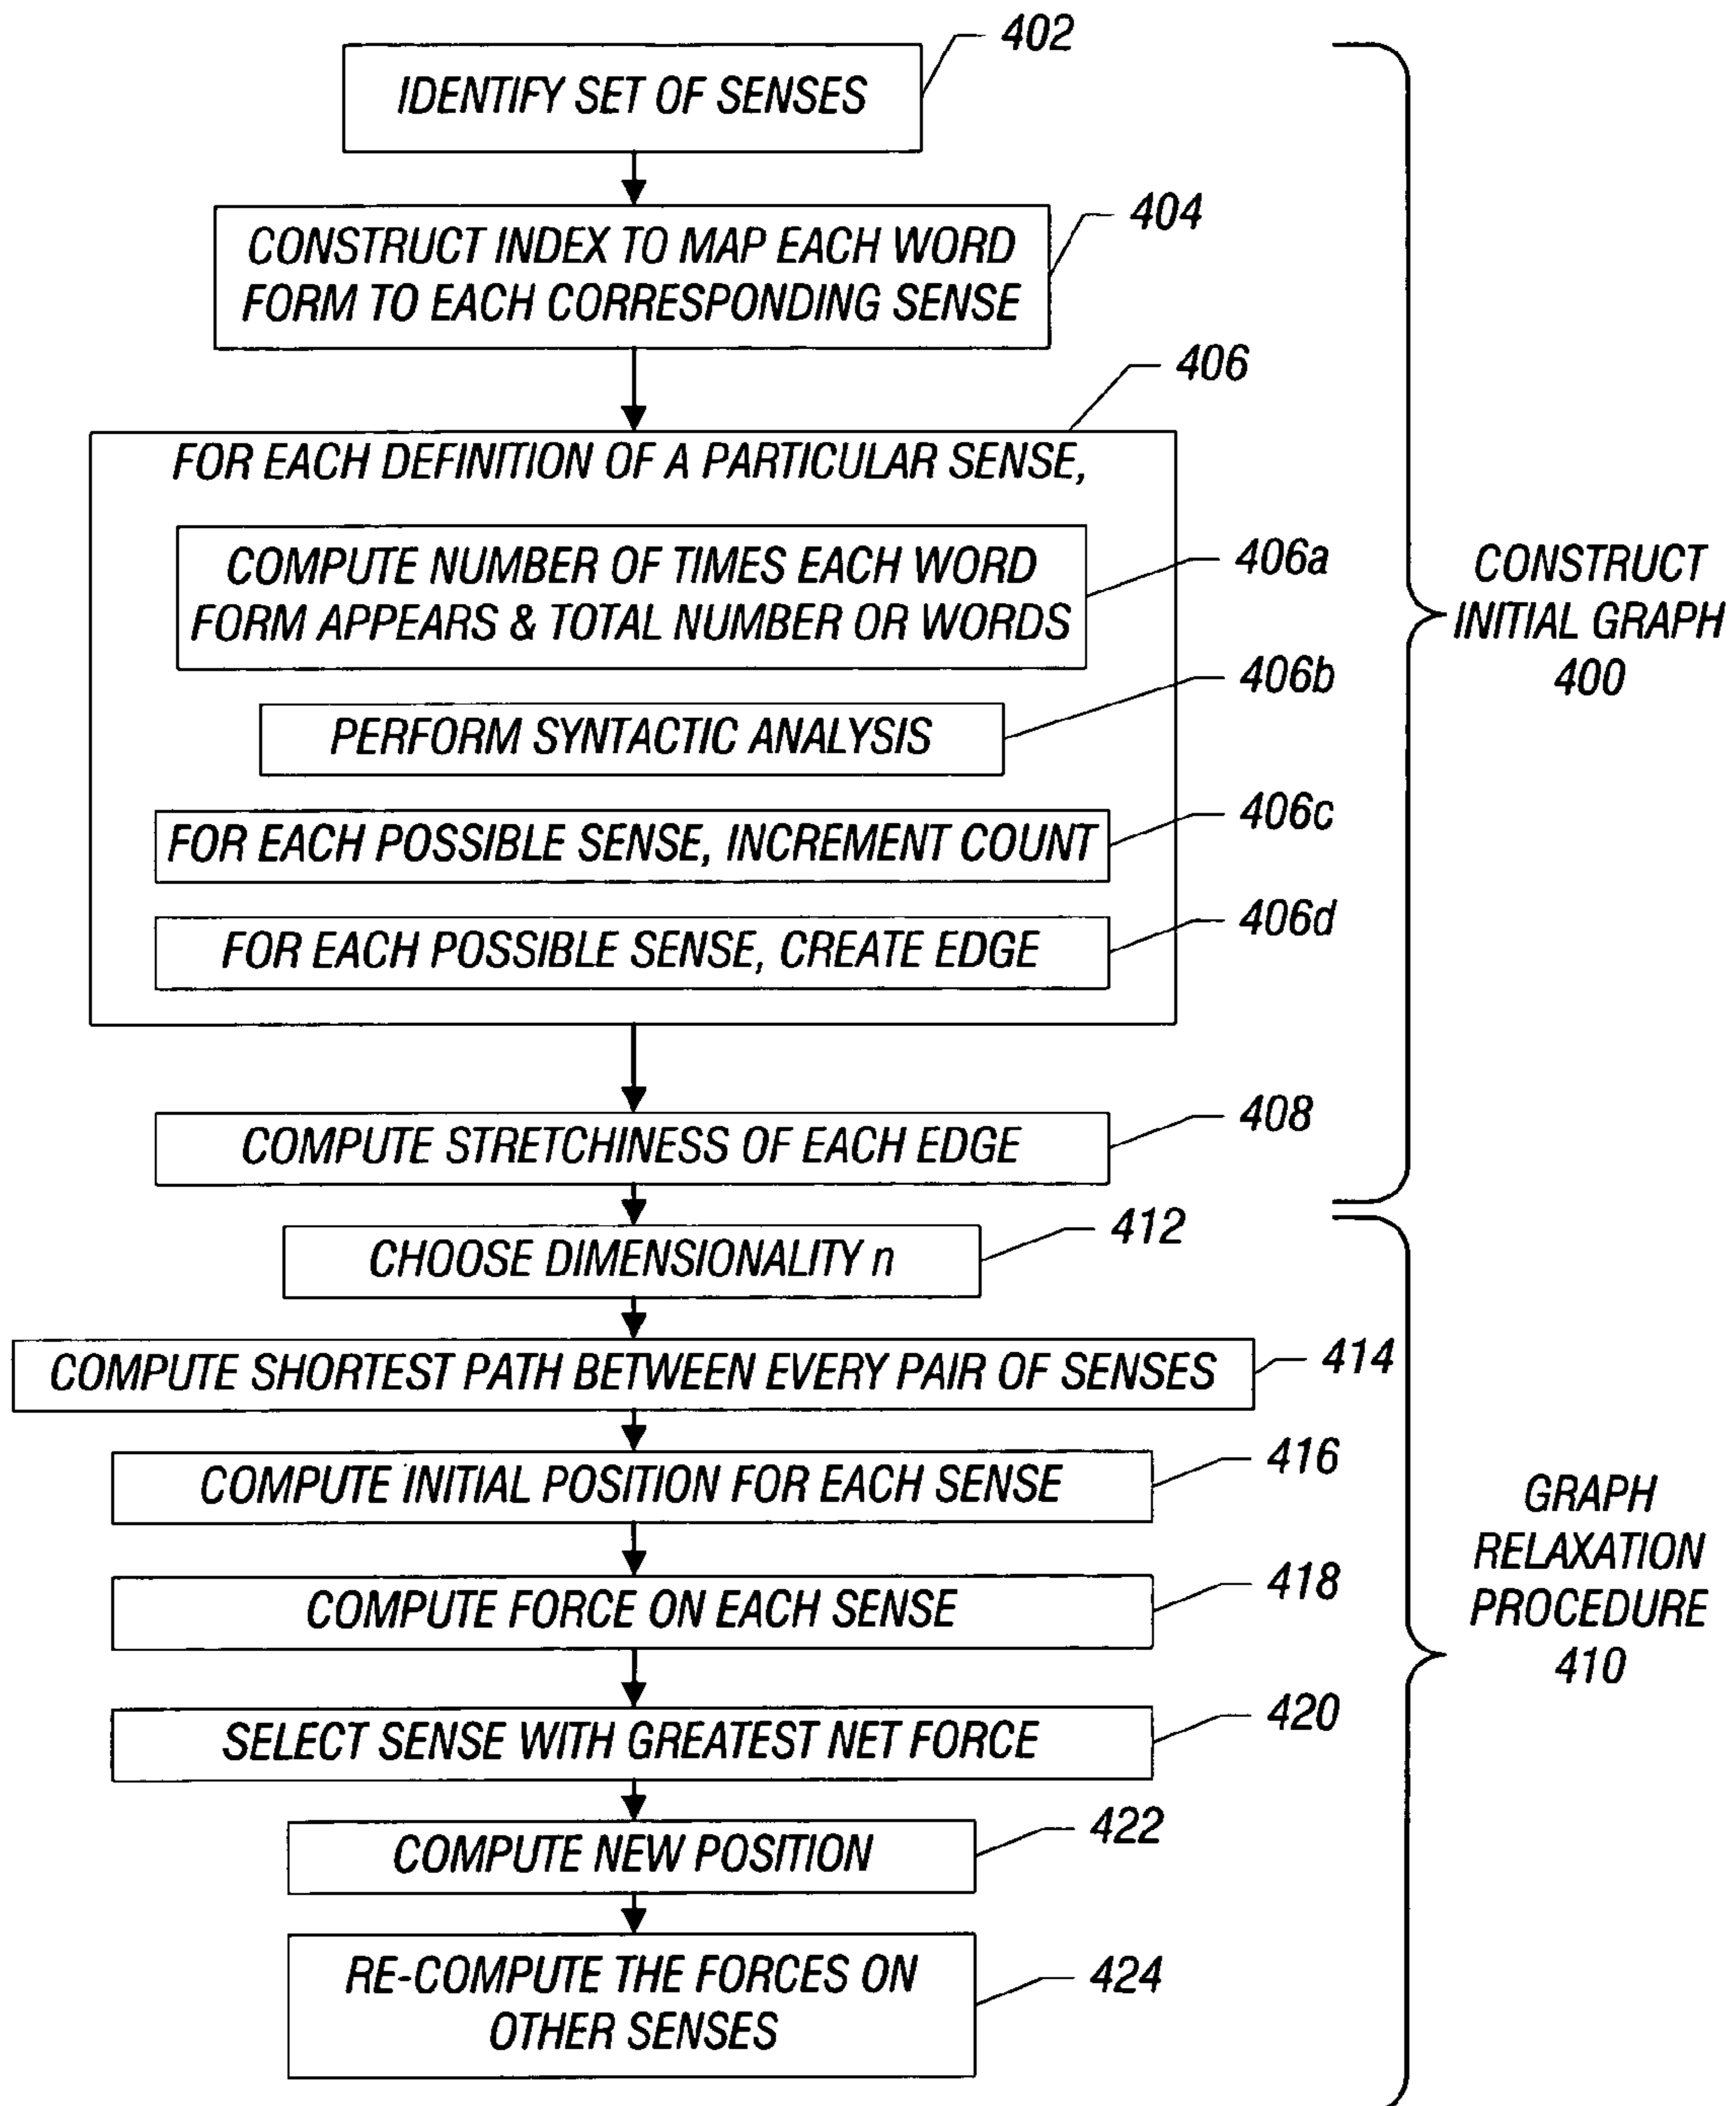 402
IDENTIFY SET OF SENSES
404
CONSTRUCT INDEX TO MAP EACH WORD
FORM TO EACH CORRESPONDING SENSE
406
FOR EACH DEFINITION OF A PARTICULAR SENSE,
406a
COMPUTE NUMBER OF TIMES EACH WORD
FORM APPEARS & TOTAL NUMBER OR WORDS
406b
PERFORM SYNTACTIC ANALYSIS
406c
FOR EACH POSSIBLE SENSE, INCREMENT COUNT
406d
FOR EACH POSSIBLE SENSE, CREATE EDGE
408
COMPUTE STRETCHINESS OF EACH EDGE
CONSTRUCT
INITIAL GRAPH
400
412
CHOOSE DIMENSIONALITY n
414
COMPUTE SHORTEST PATH BETWEEN EVERY PAIR OF SENSES
416
COMPUTE INITIAL POSITION FOR EACH SENSE
418
COMPUTE FORCE ON EACH SENSE
420
SELECT SENSE WITH GREATEST NET FORCE
422
COMPUTE NEW POSITION
424
RE-COMPUTE THE FORCES ON
OTHER SENSES
GRAPH
RELAXATION
PROCEDURE
410